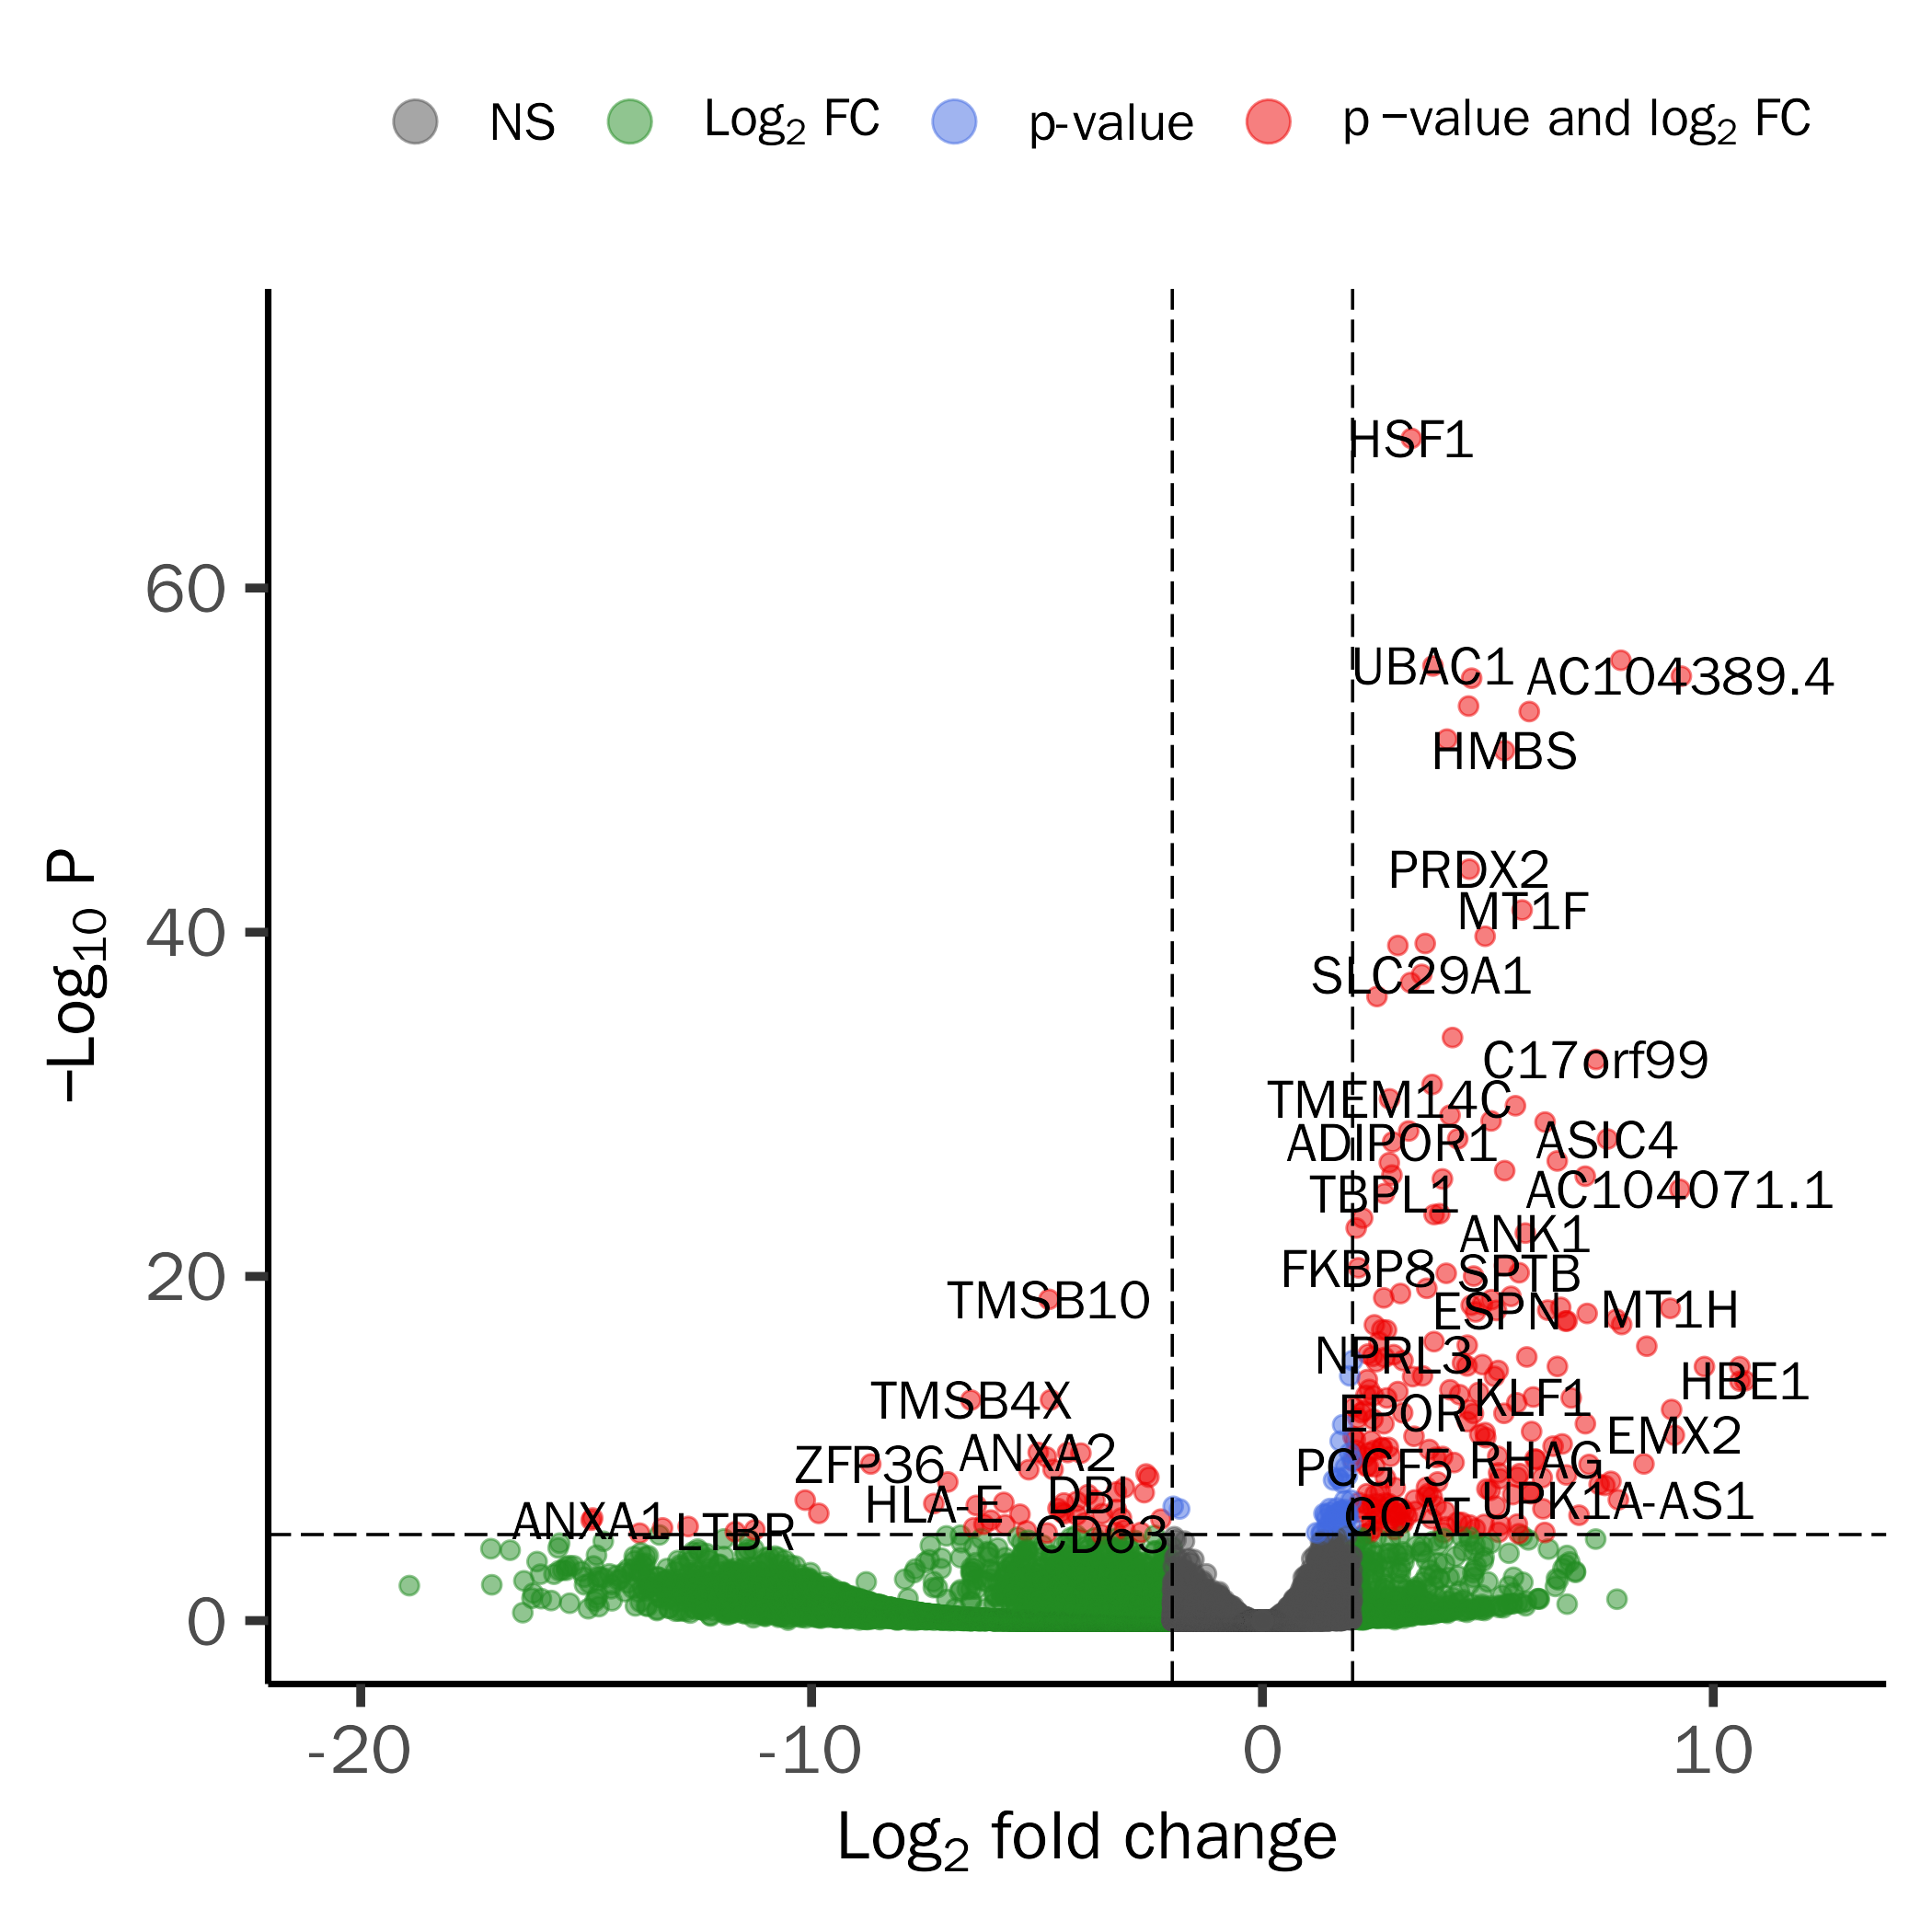 NS Log2 FC p-value p −value and log2 FC
HSF1
UBAC1
AC104389.4
HMBS
60
PRDX2
MT1F
40
SLC29A1
C17orf99
TMEM14C
ADIPOR1
ASIC4
TBPL1
AC104071.1
ANK1
FKBP8
SPTB
20
TMSB10
ESPN
MT1H
NPRL3
HBE1
TMSB4X
KLF1
EPOR
EMX2
ANXA2
ZFP36
RHAG
PCGF5
DBI
HLA-E
UPK1A-AS1
GCAT
ANXA1
LTBR
CD63
0
−Log10 P
-20 -10 0 10
Log2 fold change